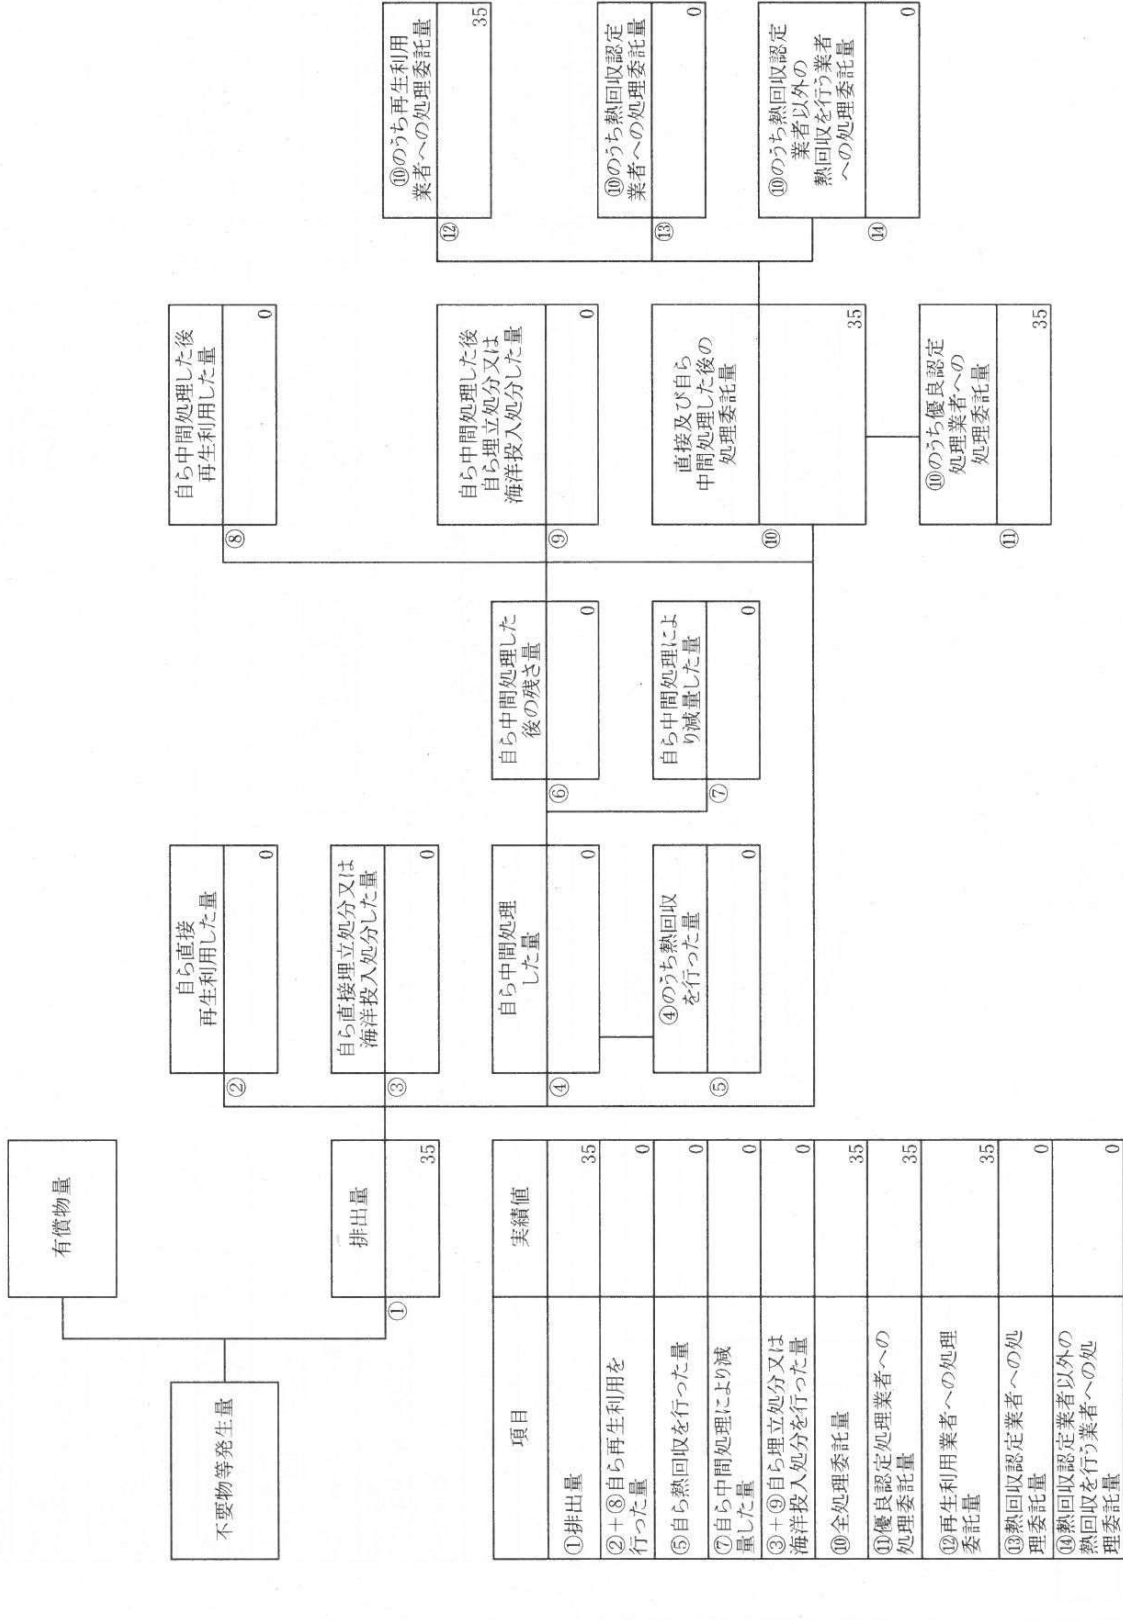 有償物量
不要物等発生量
①
排出量
35
②
自ら直接
再生利用した量
0
③
自ら直接埋立処分又は
海洋投入処分した量
0
④
自ら中間処理
した量
0
⑤
④のうち熱回収
を行った量
0
⑥
自ら中間処理した
後の残さ量
0
⑦
自ら中間処理によ
り減量した量
0
⑧
自ら中間処理した後
再生利用した量
0
⑨
自ら中間処理した後
自ら埋立処分又は
海洋投入処分した量
0
⑩
直接及び自ら
中間処理した後の
処理委託量
35
⑪
⑩のうち優良認定
処理業者への
処理委託量
35
⑫
⑩のうち再生利用
業者への処理委託量
35
⑬
⑩のうち熱回収認定
業者への処理委託量
0
⑭
⑩のうち熱回収認定
業者以外の
熱回収を行う業者
への処理委託量
0
項目 実績値
①排出量 35
②+⑧自ら再生利用を
行った量 0
⑤自ら熱回収を行った量 0
⑦自ら中間処理により減
量した量 0
③+⑨自ら埋立処分又は
海洋投入処分を行った量 0
⑩全処理委託量 35
⑪優良認定処理業者への
処理委託量 35
⑫再生利用業者への処理
委託量 35
⑬熱回収認定業者への処
理委託量 0
⑭熱回収認定業者以外の
熱回収を行う業者への処
理委託量 0